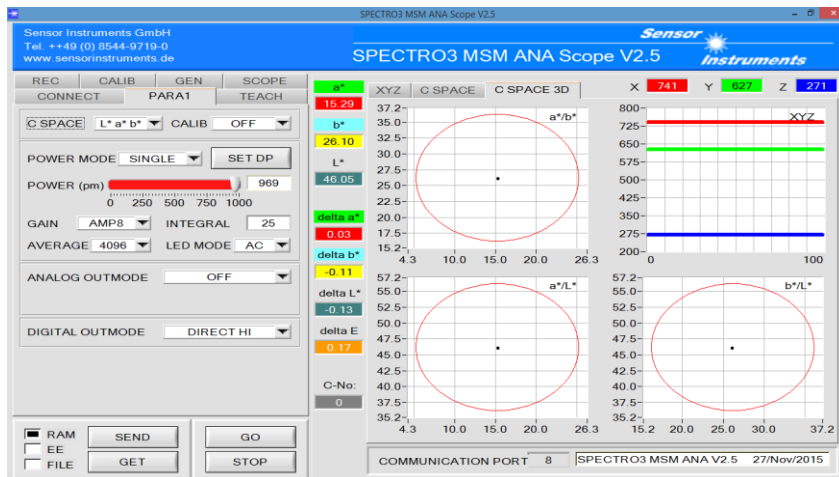 SPECTRO3 MSM ANA Scope V2.5
Sensor Instruments GmbH
Tel. ++49 (0) 8544-9719-0
www.sensorinstruments.de
SPECTRO3 MSM ANA Scope V2.5
Sensor
Instruments
REC CALIB GEN SCOPE
CONNECT PARA1 TEACH
C SPACE L* a* b* CALIB OFF
POWER MODE SINGLE SET DP
POWER (pm) 969
0 250 500 750 1000
GAIN AMP8 INTEGRAL 25
AVERAGE 4096 LED MODE AC
ANALOG OUTMODE OFF
DIGITAL OUTMODE DIRECT HI
RAM
EE
FILE
SEND
GET
GO
STOP
a*
15.29
b*
26.10
L*
46.05
delta a*
0.03
delta b*
-0.11
delta L*
-0.13
delta E
0.17
C-No:
0
XYZ C SPACE C SPACE 3D
X 741 Y 627 Z 271
a*/b*
37.2
35.0
32.5
30.0
27.5
25.0
22.5
20.0
17.5
15.2
4.3 10.0 15.0 20.0 26.3
XYZ
800
725
650
575
500
425
350
275
200
0 100
a*/L*
57.2
55.0
52.5
50.0
47.5
45.0
42.5
40.0
37.5
35.2
4.3 10.0 15.0 20.0 26.3
b*/L*
57.2
55.0
52.5
50.0
47.5
45.0
42.5
40.0
37.5
35.2
15.2 20.0 25.0 30.0 37.2
COMMUNICATION PORT 8 SPECTRO3 MSM ANA V2.5 27/Nov/2015